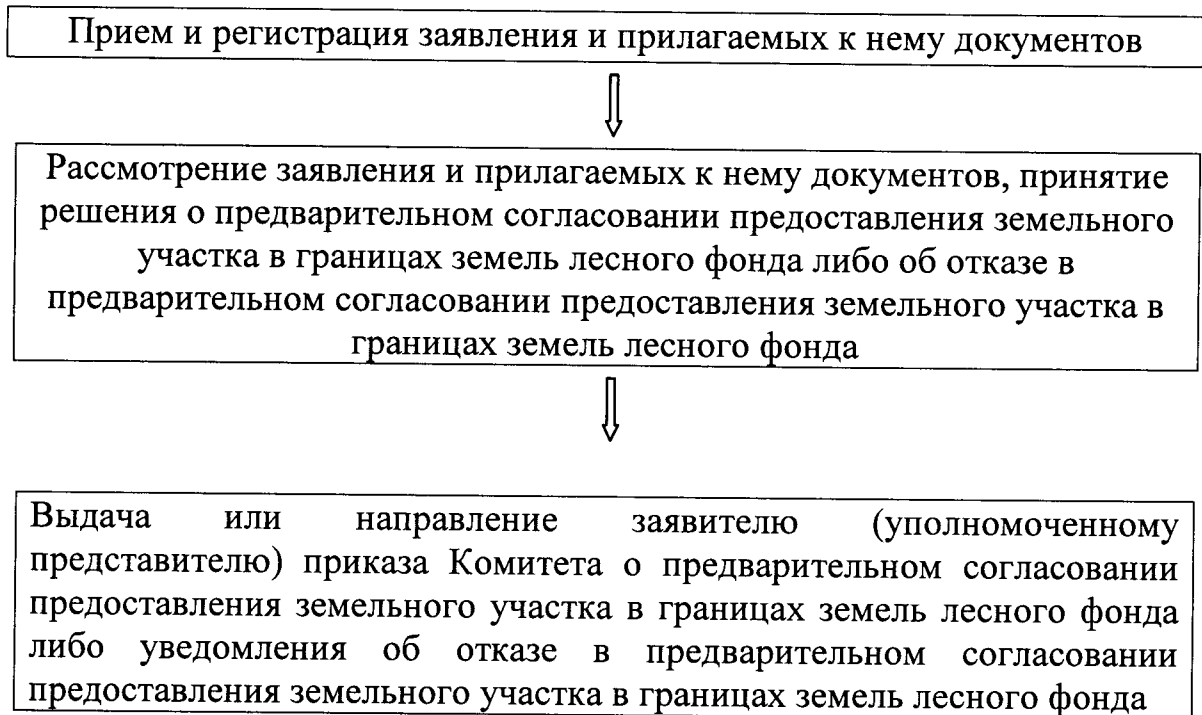 Прием и регистрация заявления и прилагаемых к нему документов
Рассмотрение заявления и прилагаемых к нему документов, принятие
решения о предварительном согласовании предоставления земельного
участка в границах земель лесного фонда либо об отказе в
предварительном согласовании предоставления земельного участка в
границах земель лесного фонда
Выдача или направление заявителю (уполномоченному
представителю) приказа Комитета о предварительном согласовании
предоставления земельного участка в границах земель лесного фонда
либо уведомления об отказе в предварительном согласовании
предоставления земельного участка в границах земель лесного фонда